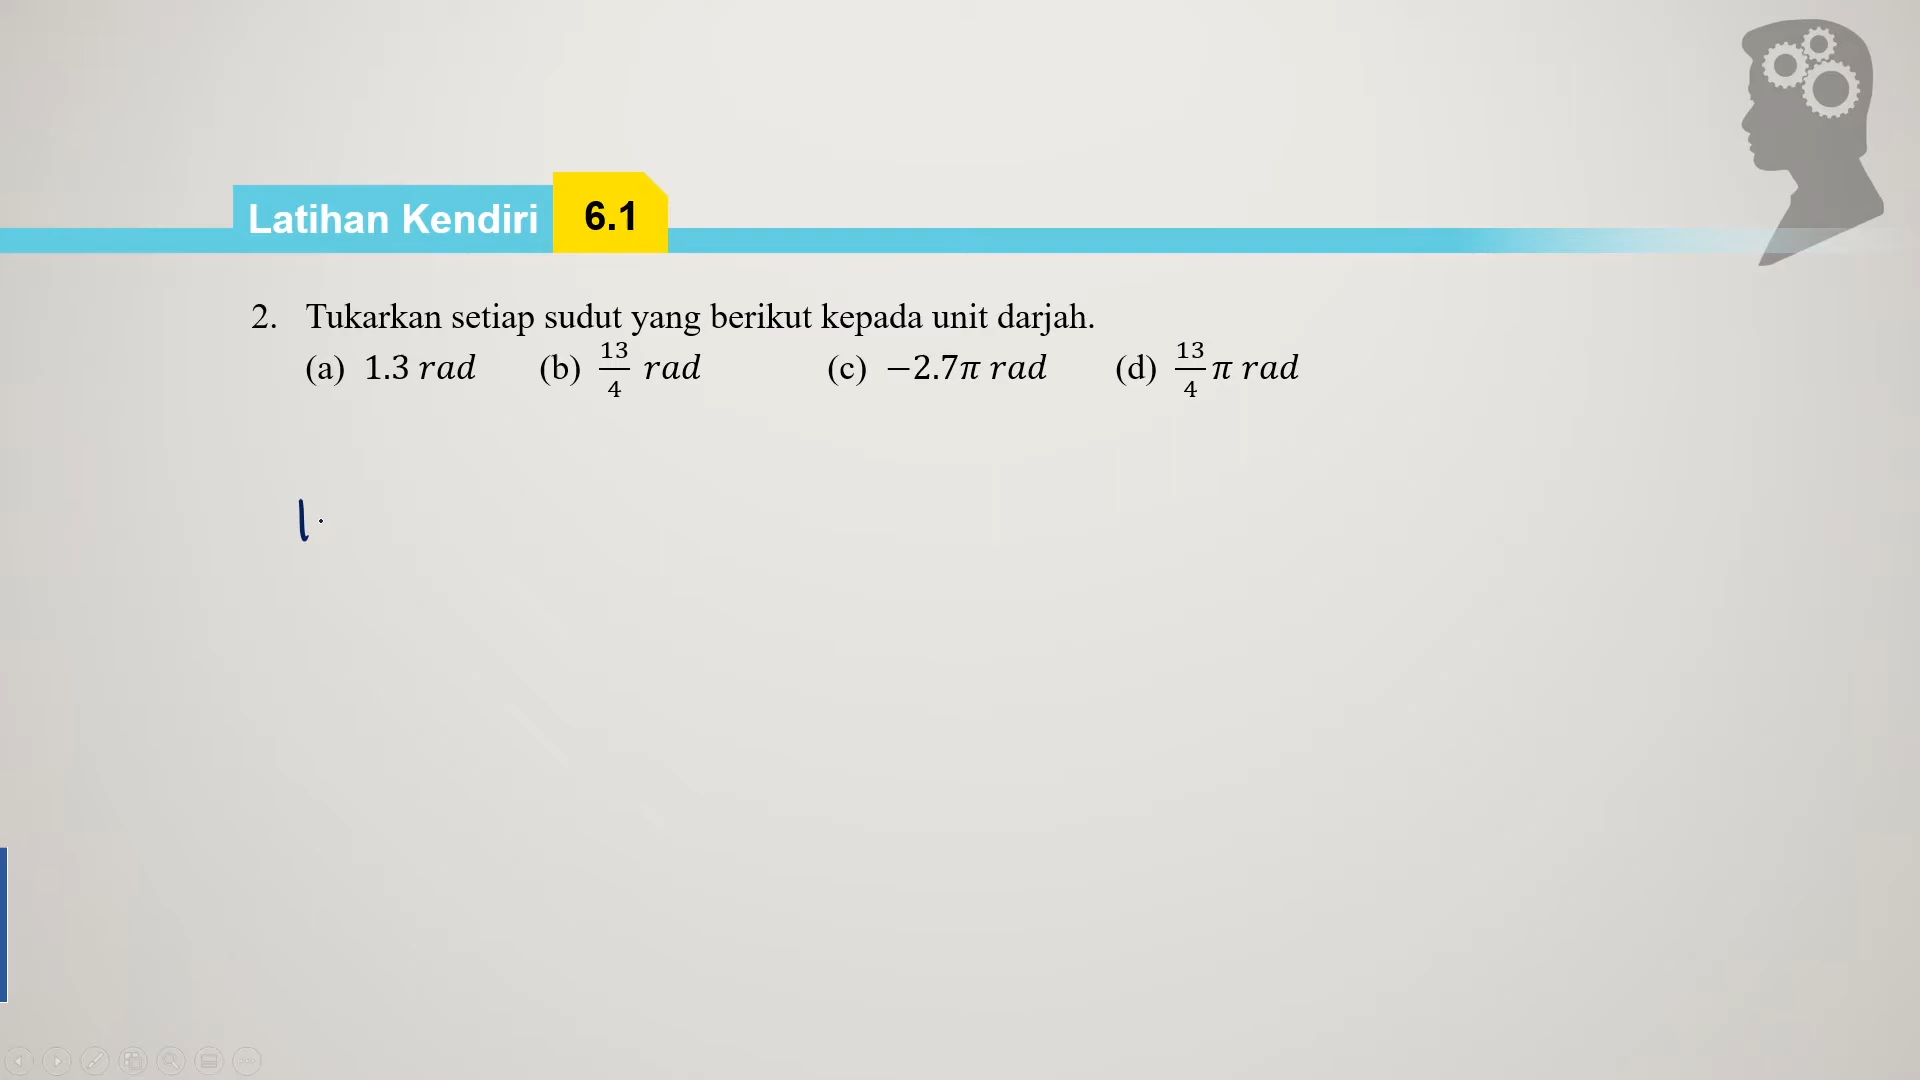 Latihan Kendiri 6.1
2. Tukarkan setiap sudut yang berikut kepada unit darjah.
(a) 1.3 rad (b) 13/4 rad (c) −2.7π rad (d) 13/4 π rad